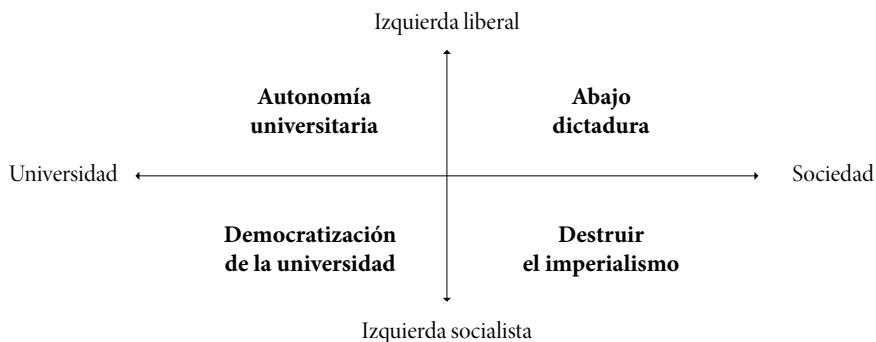 Izquierda liberal
Autonomía
universitaria
Abajo
dictadura
Universidad
Sociedad
Democratización
de la universidad
Destruir
el imperialismo
Izquierda socialista